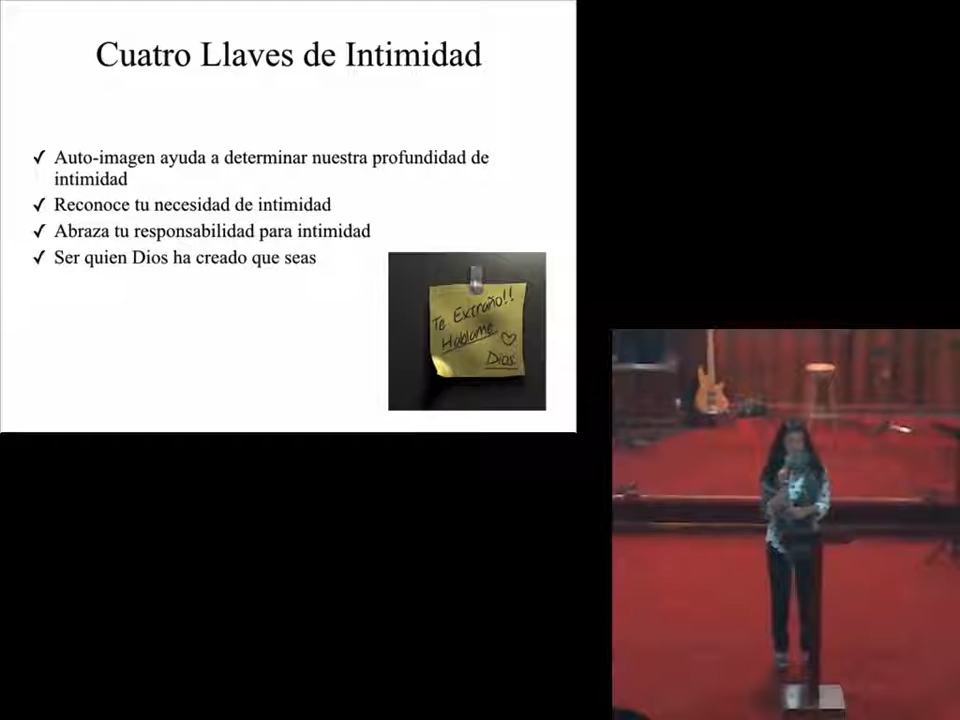 Cuatro Llaves de Intimidad
✓ Auto-imagen ayuda a determinar nuestra profundidad de
intimidad
✓ Reconoce tu necesidad de intimidad
✓ Abraza tu responsabilidad para intimidad
✓ Ser quien Dios ha creado que seas
Te Extraño!!
Hablame
Dios